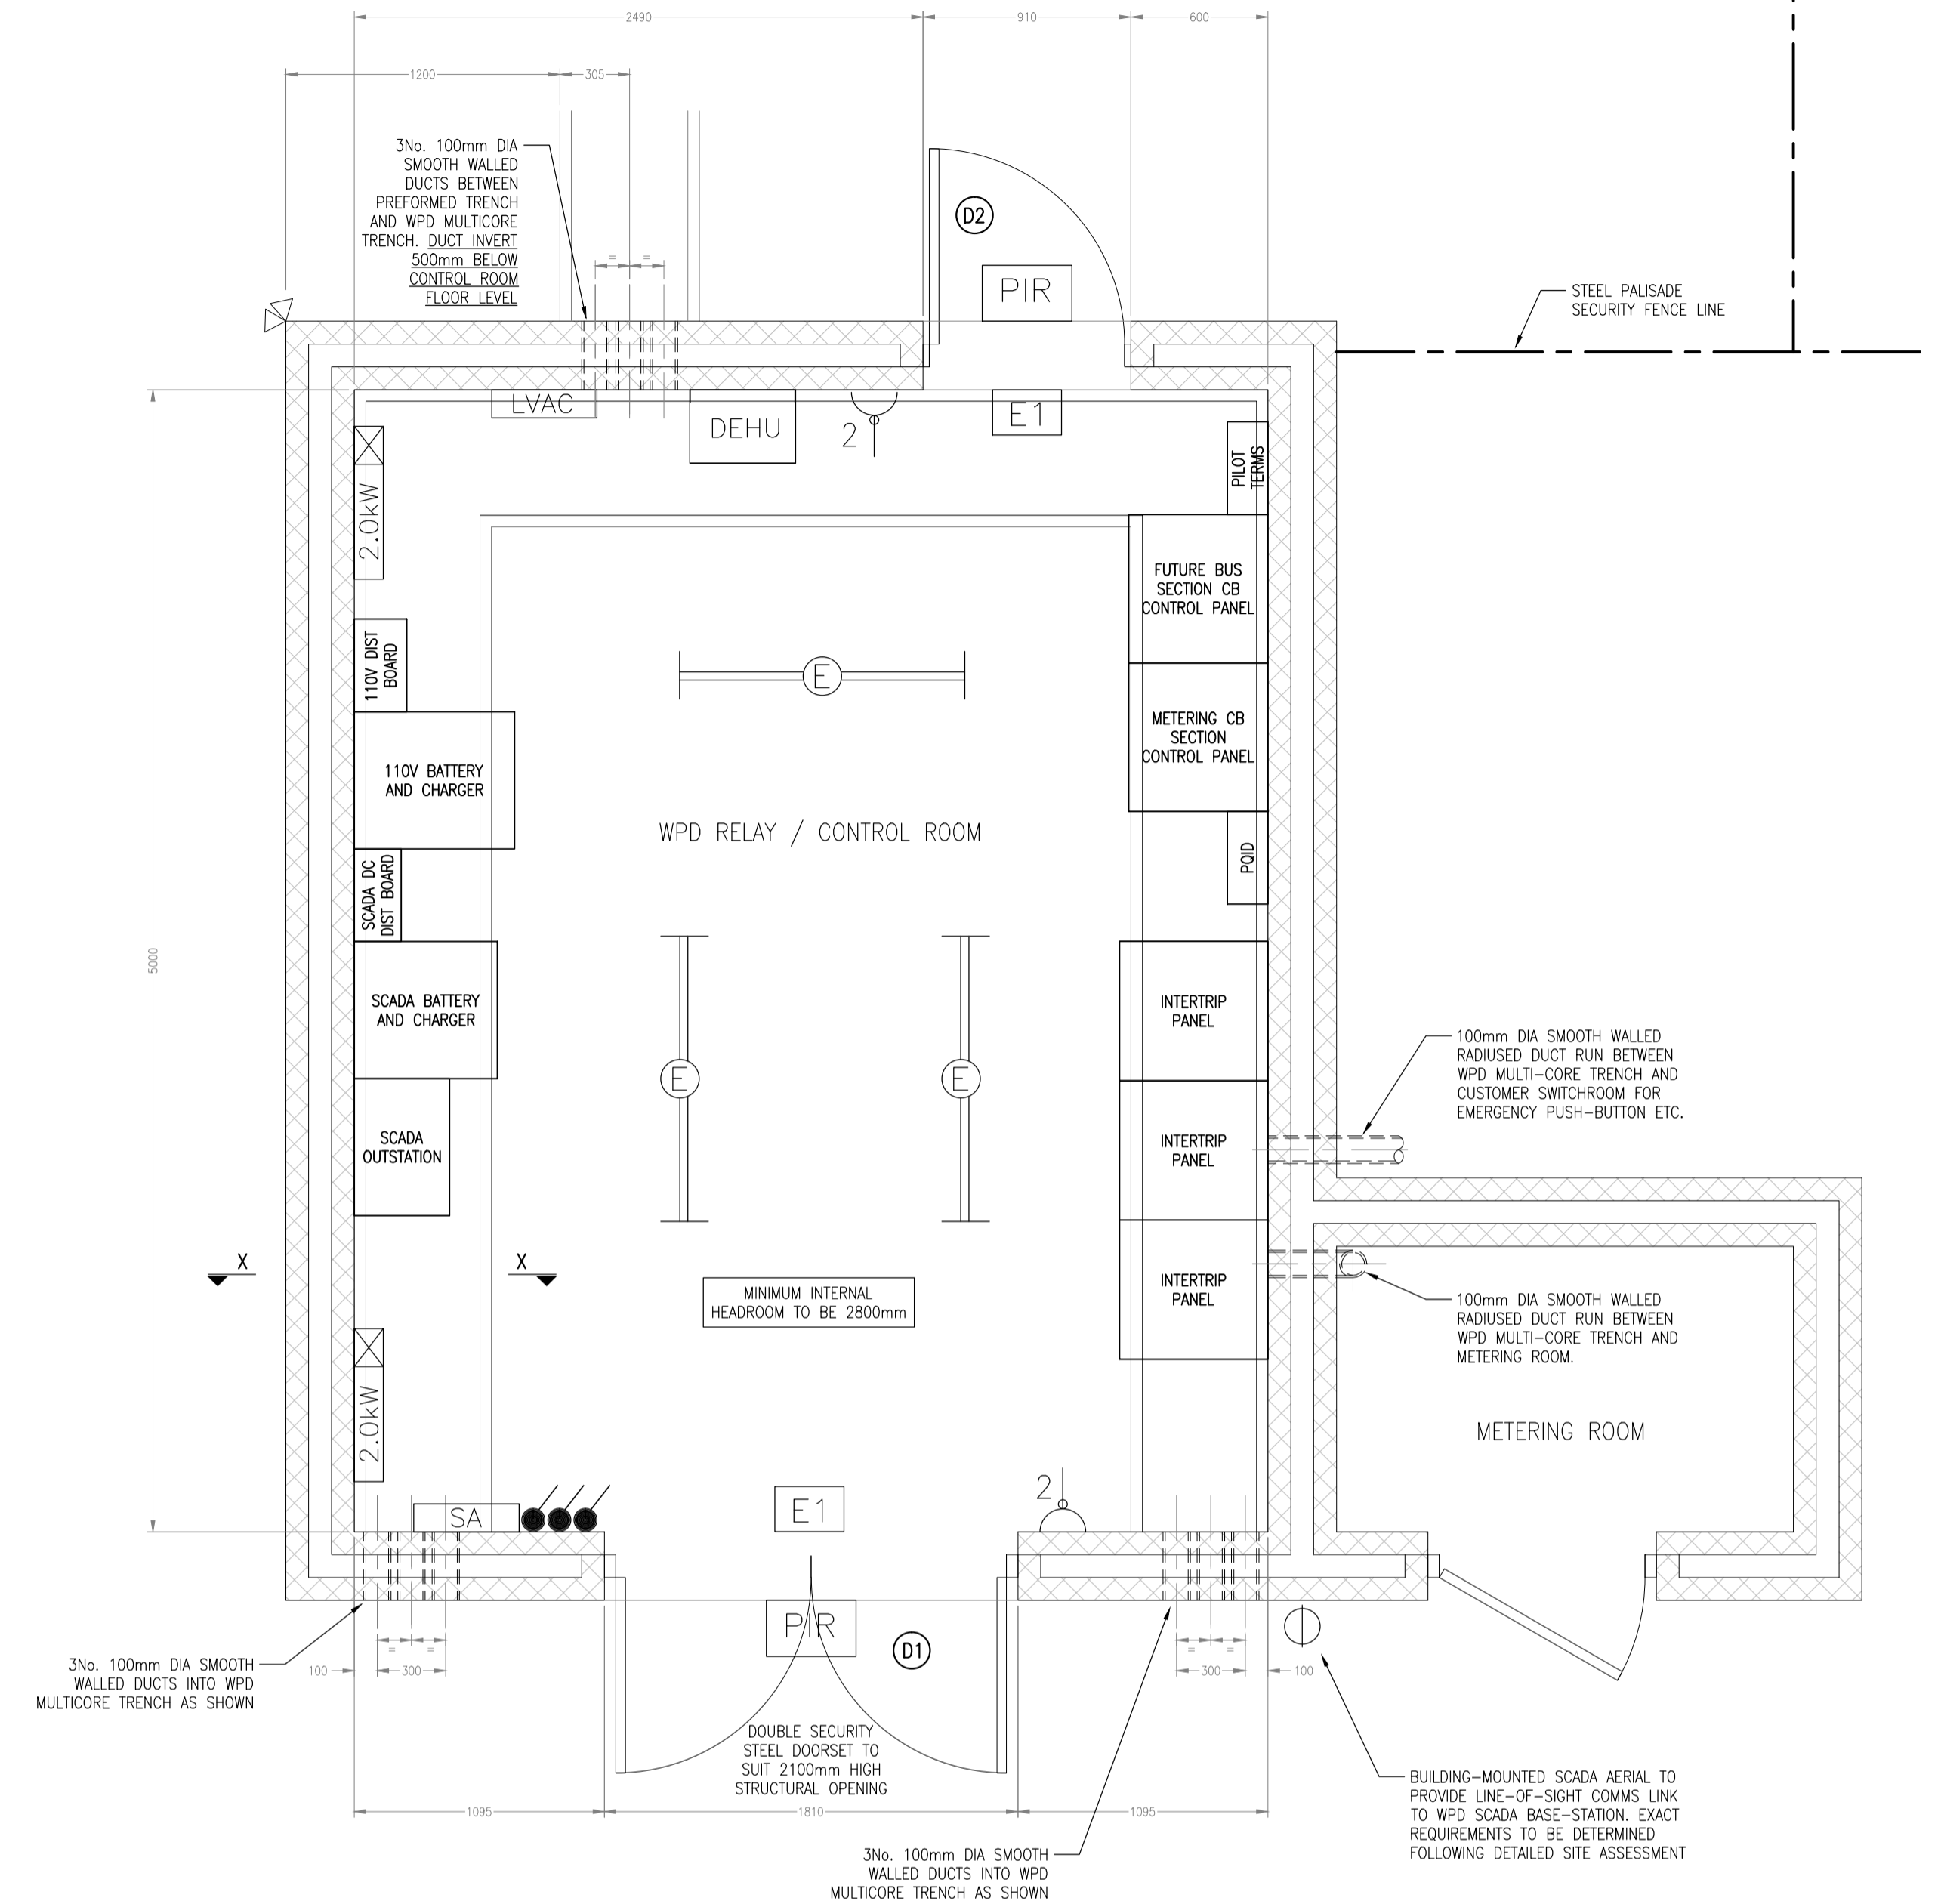 2490
910
600
1200
305
3No. 100mm DIA
SMOOTH WALLED
DUCTS BETWEEN
PREFORMED TRENCH
AND WPD MULTICORE
TRENCH. DUCT INVERT
500mm BELOW
CONTROL ROOM
FLOOR LEVEL
=
=
D2
PIR
STEEL PALISADE
SECURITY FENCE LINE
LVAC
DEHU
2
E1
PILOT
TERMS
2.0kW
FUTURE BUS
SECTION CB
CONTROL PANEL
110V DIST
BOARD
E
METERING CB
SECTION
CONTROL PANEL
110V BATTERY
AND CHARGER
WPD RELAY / CONTROL ROOM
PQID
SCADA DC
DIST BOARD
5000
SCADA BATTERY
AND CHARGER
INTERTRIP
PANEL
E
E
100mm DIA SMOOTH WALLED
RADIUSED DUCT RUN BETWEEN
WPD MULTI-CORE TRENCH AND
CUSTOMER SWITCHROOM FOR
EMERGENCY PUSH-BUTTON ETC.
SCADA
OUTSTATION
INTERTRIP
PANEL
X
X
INTERTRIP
PANEL
MINIMUM INTERNAL
HEADROOM TO BE 2800mm
100mm DIA SMOOTH WALLED
RADIUSED DUCT RUN BETWEEN
WPD MULTI-CORE TRENCH AND
METERING ROOM.
2.0kW
METERING ROOM
SA
E1
2
PIR
D1
=
=
=
=
100
300
300
100
3No. 100mm DIA SMOOTH
WALLED DUCTS INTO WPD
MULTICORE TRENCH AS SHOWN
DOUBLE SECURITY
STEEL DOORSET TO
SUIT 2100mm HIGH
STRUCTURAL OPENING
1095
1810
1095
BUILDING-MOUNTED SCADA AERIAL TO
PROVIDE LINE-OF-SIGHT COMMS LINK
TO WPD SCADA BASE-STATION. EXACT
REQUIREMENTS TO BE DETERMINED
FOLLOWING DETAILED SITE ASSESSMENT
3No. 100mm DIA SMOOTH
WALLED DUCTS INTO WPD
MULTICORE TRENCH AS SHOWN